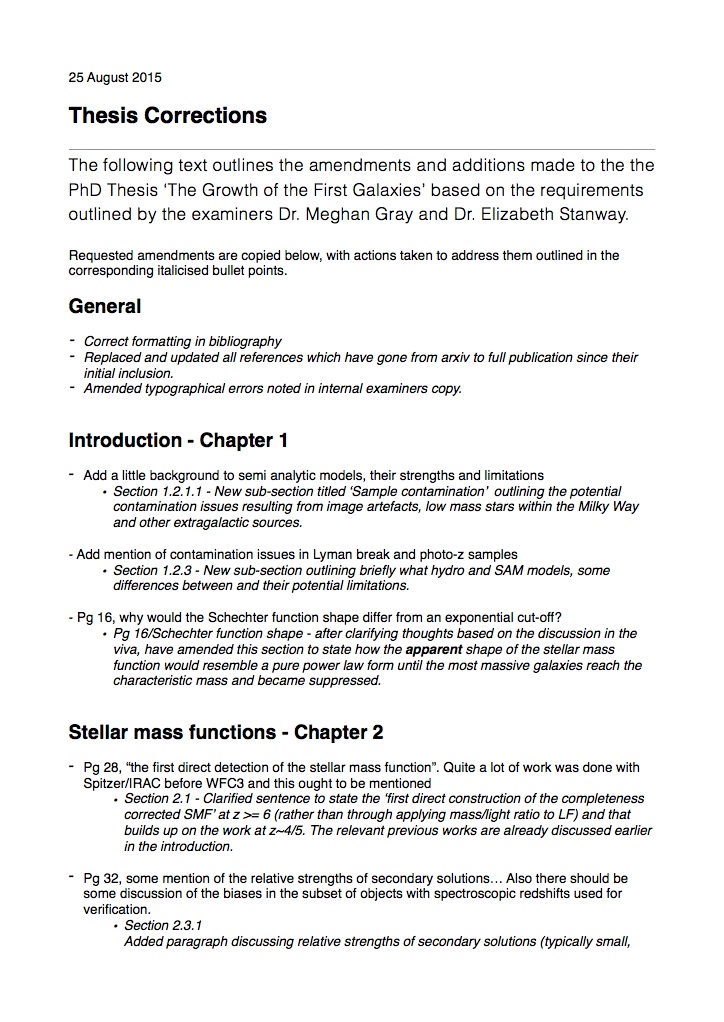 25 August 2015
Thesis Corrections
The following text outlines the amendments and additions made to the the
PhD Thesis ‘The Growth of the First Galaxies’ based on the requirements
outlined by the examiners Dr. Meghan Gray and Dr. Elizabeth Stanway.
Requested amendments are copied below, with actions taken to address them outlined in the
corresponding italicised bullet points.
General
- Correct formatting in bibliography
- Replaced and updated all references which have gone from arxiv to full publication since their
initial inclusion.
- Amended typographical errors noted in internal examiners copy.
Introduction - Chapter 1
- Add a little background to semi analytic models, their strengths and limitations
• Section 1.2.1.1 - New sub-section titled ‘Sample contamination’ outlining the potential
contamination issues resulting from image artefacts, low mass stars within the Milky Way
and other extragalactic sources.
- Add mention of contamination issues in Lyman break and photo-z samples
• Section 1.2.3 - New sub-section outlining briefly what hydro and SAM models, some
differences between and their potential limitations.
- Pg 16, why would the Schechter function shape differ from an exponential cut-off?
• Pg 16/Schechter function shape - after clarifying thoughts based on the discussion in the
viva, have amended this section to state how the apparent shape of the stellar mass
function would resemble a pure power law form until the most massive galaxies reach the
characteristic mass and became suppressed.
Stellar mass functions - Chapter 2
- Pg 28, “the first direct detection of the stellar mass function”. Quite a lot of work was done with
Spitzer/IRAC before WFC3 and this ought to be mentioned
• Section 2.1 - Clarified sentence to state the ‘first direct construction of the completeness
corrected SMF’ at z >= 6 (rather than through applying mass/light ratio to LF) and that
builds up on the work at z~4/5. The relevant previous works are already discussed earlier
in the introduction.
- Pg 32, some mention of the relative strengths of secondary solutions… Also there should be
some discussion of the biases in the subset of objects with spectroscopic redshifts used for
verification.
• Section 2.3.1
Added paragraph discussing relative strengths of secondary solutions (typically small,